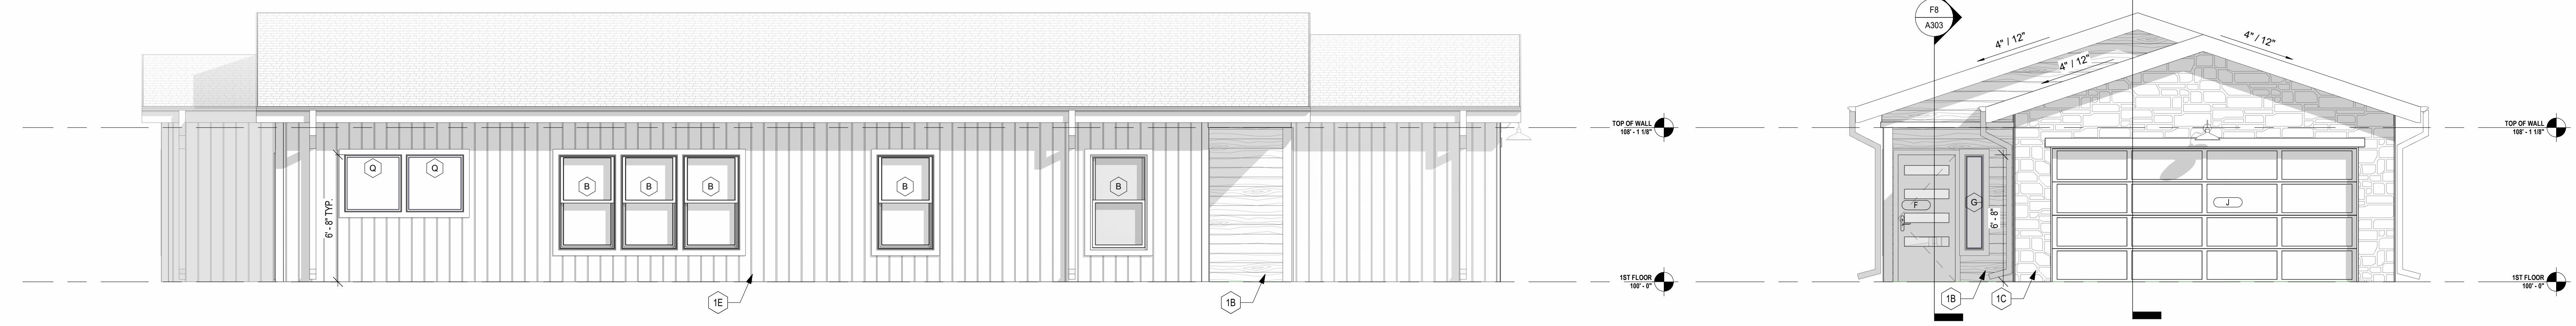 Q
Q
B
B
B
B
B
6' - 8" TYP.
1E
1B
TOP OF WALL
108' - 1 1/8"
1ST FLOOR
100' - 0"
F8
A303
4" / 12"
4" / 12"
4" / 12"
F
G
6' - 8"
J
1B
1C
TOP OF WALL
108' - 1 1/8"
1ST FLOOR
100' - 0"